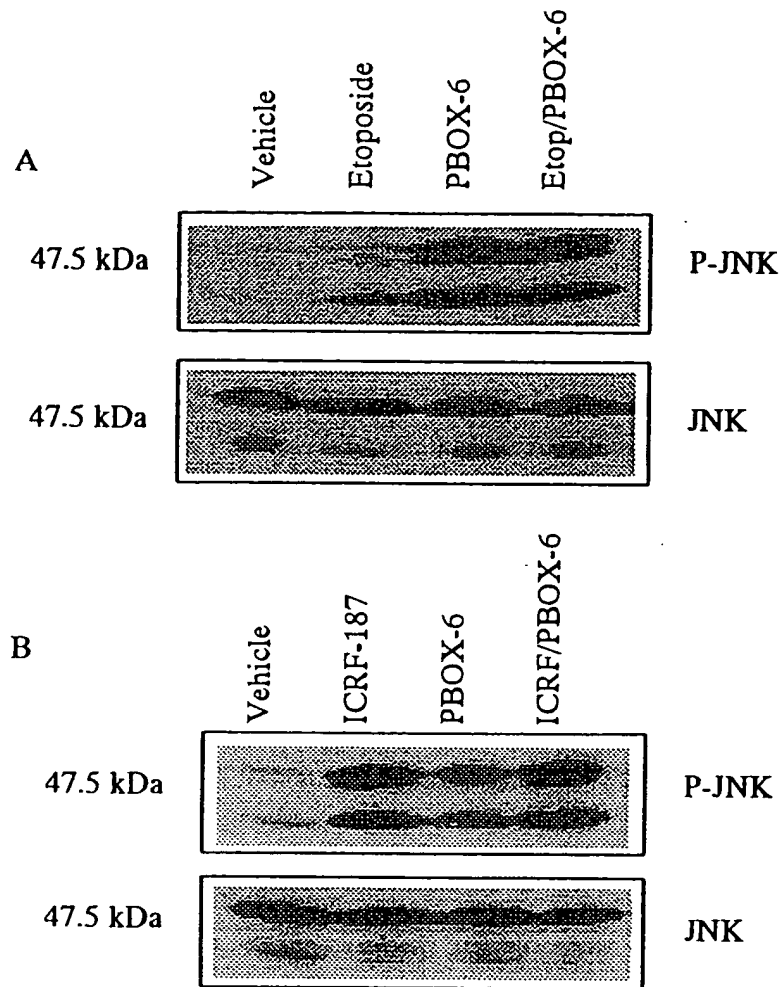 A
Vehicle
Etoposide
PBOX-6
Etop/PBOX-6
47.5 kDa
P-JNK
47.5 kDa
JNK
B
Vehicle
ICRF-187
PBOX-6
ICRF/PBOX-6
47.5 kDa
P-JNK
47.5 kDa
JNK